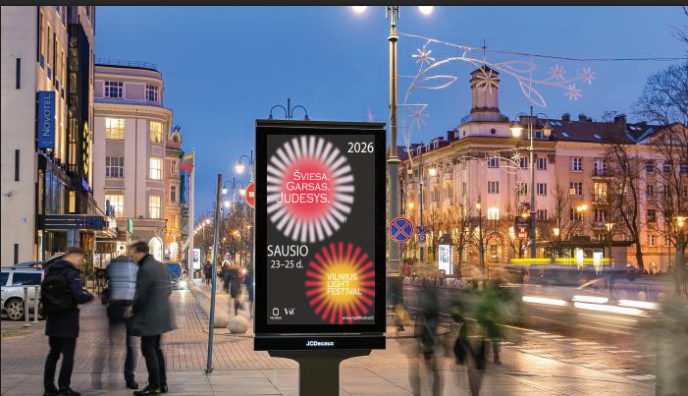 NOVOTEL
2026
ŠVIESA.
GARSAS.
JUDESYS.
SAUSIO
23–25 d.
VILNIUS
LIGHT
FESTIVAL
JCDecaux